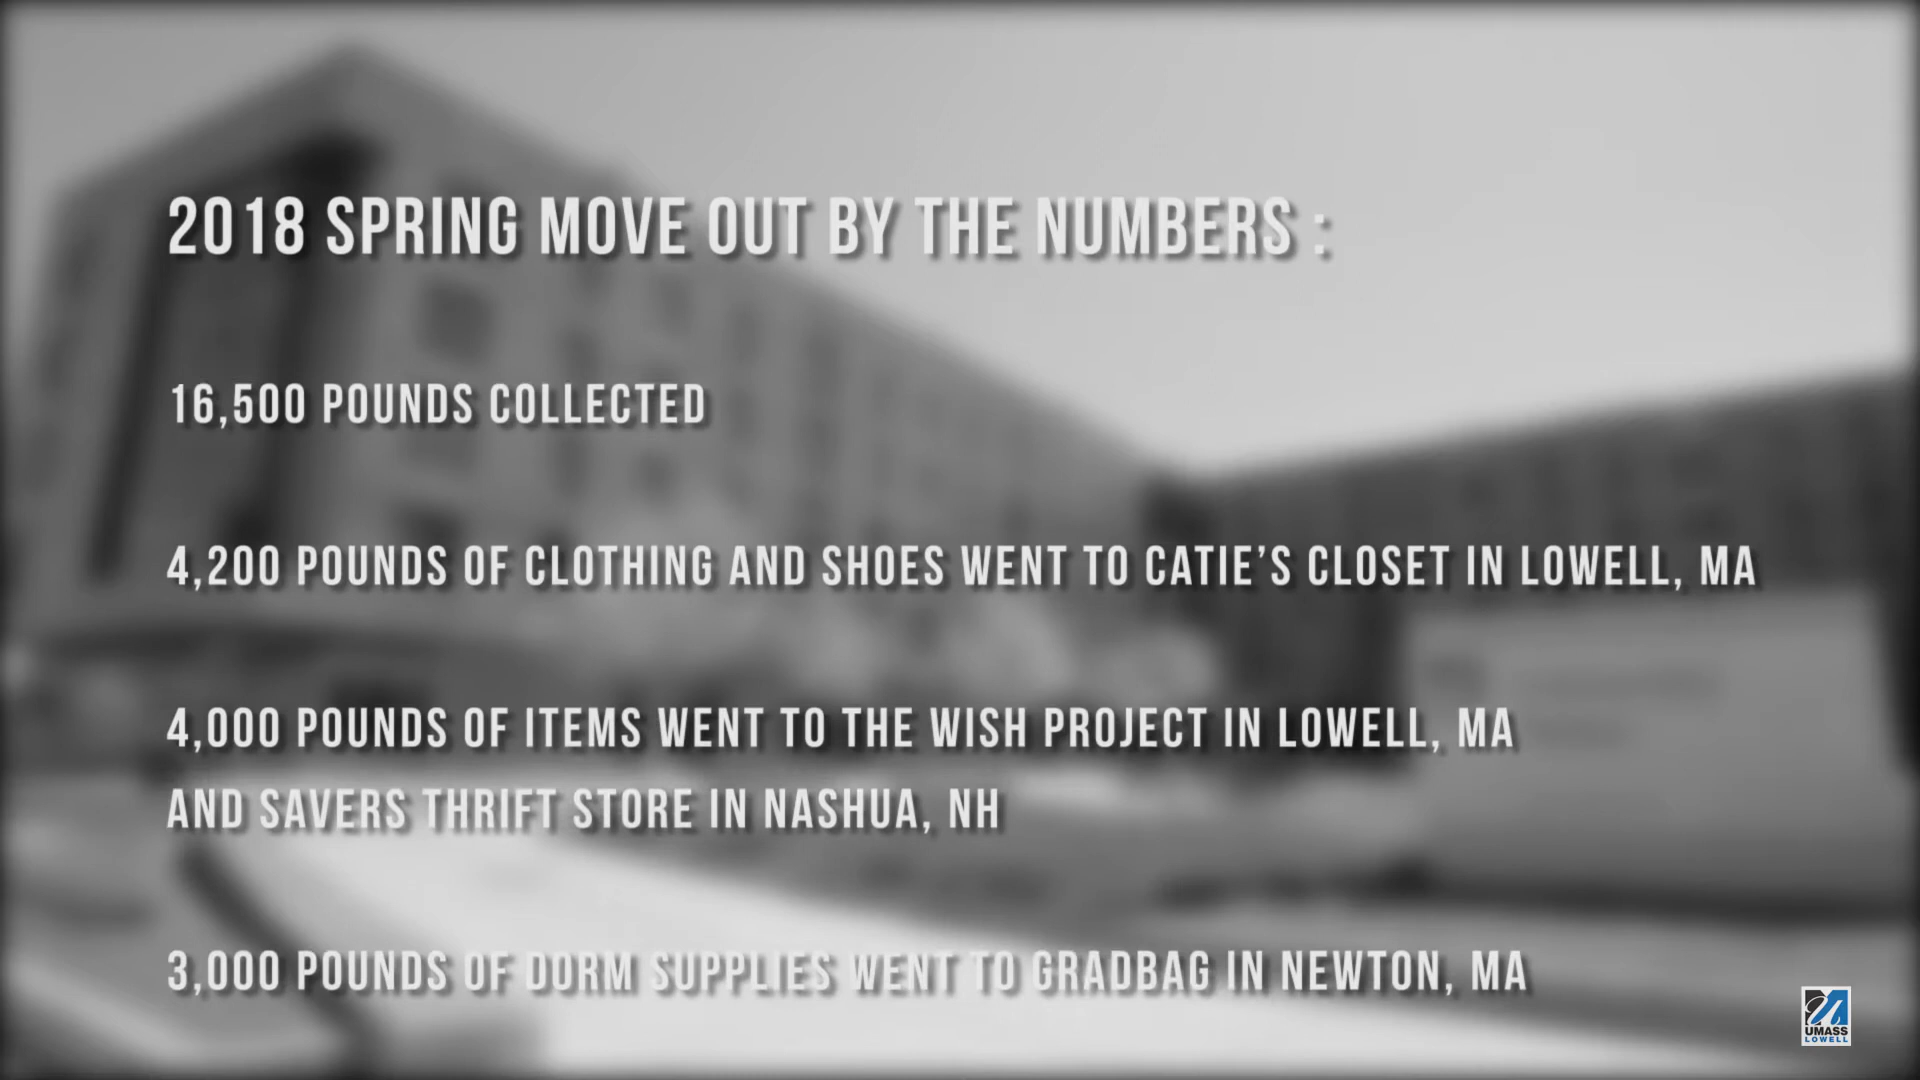 2018 SPRING MOVE OUT BY THE NUMBERS :
16,500 POUNDS COLLECTED
4,200 POUNDS OF CLOTHING AND SHOES WENT TO CATIE’S CLOSET IN LOWELL, MA
4,000 POUNDS OF ITEMS WENT TO THE WISH PROJECT IN LOWELL, MA
AND SAVERS THRIFT STORE IN NASHUA, NH
3,000 POUNDS OF DORM SUPPLIES WENT TO GRADBAG IN NEWTON, MA
UMASS
LOWELL